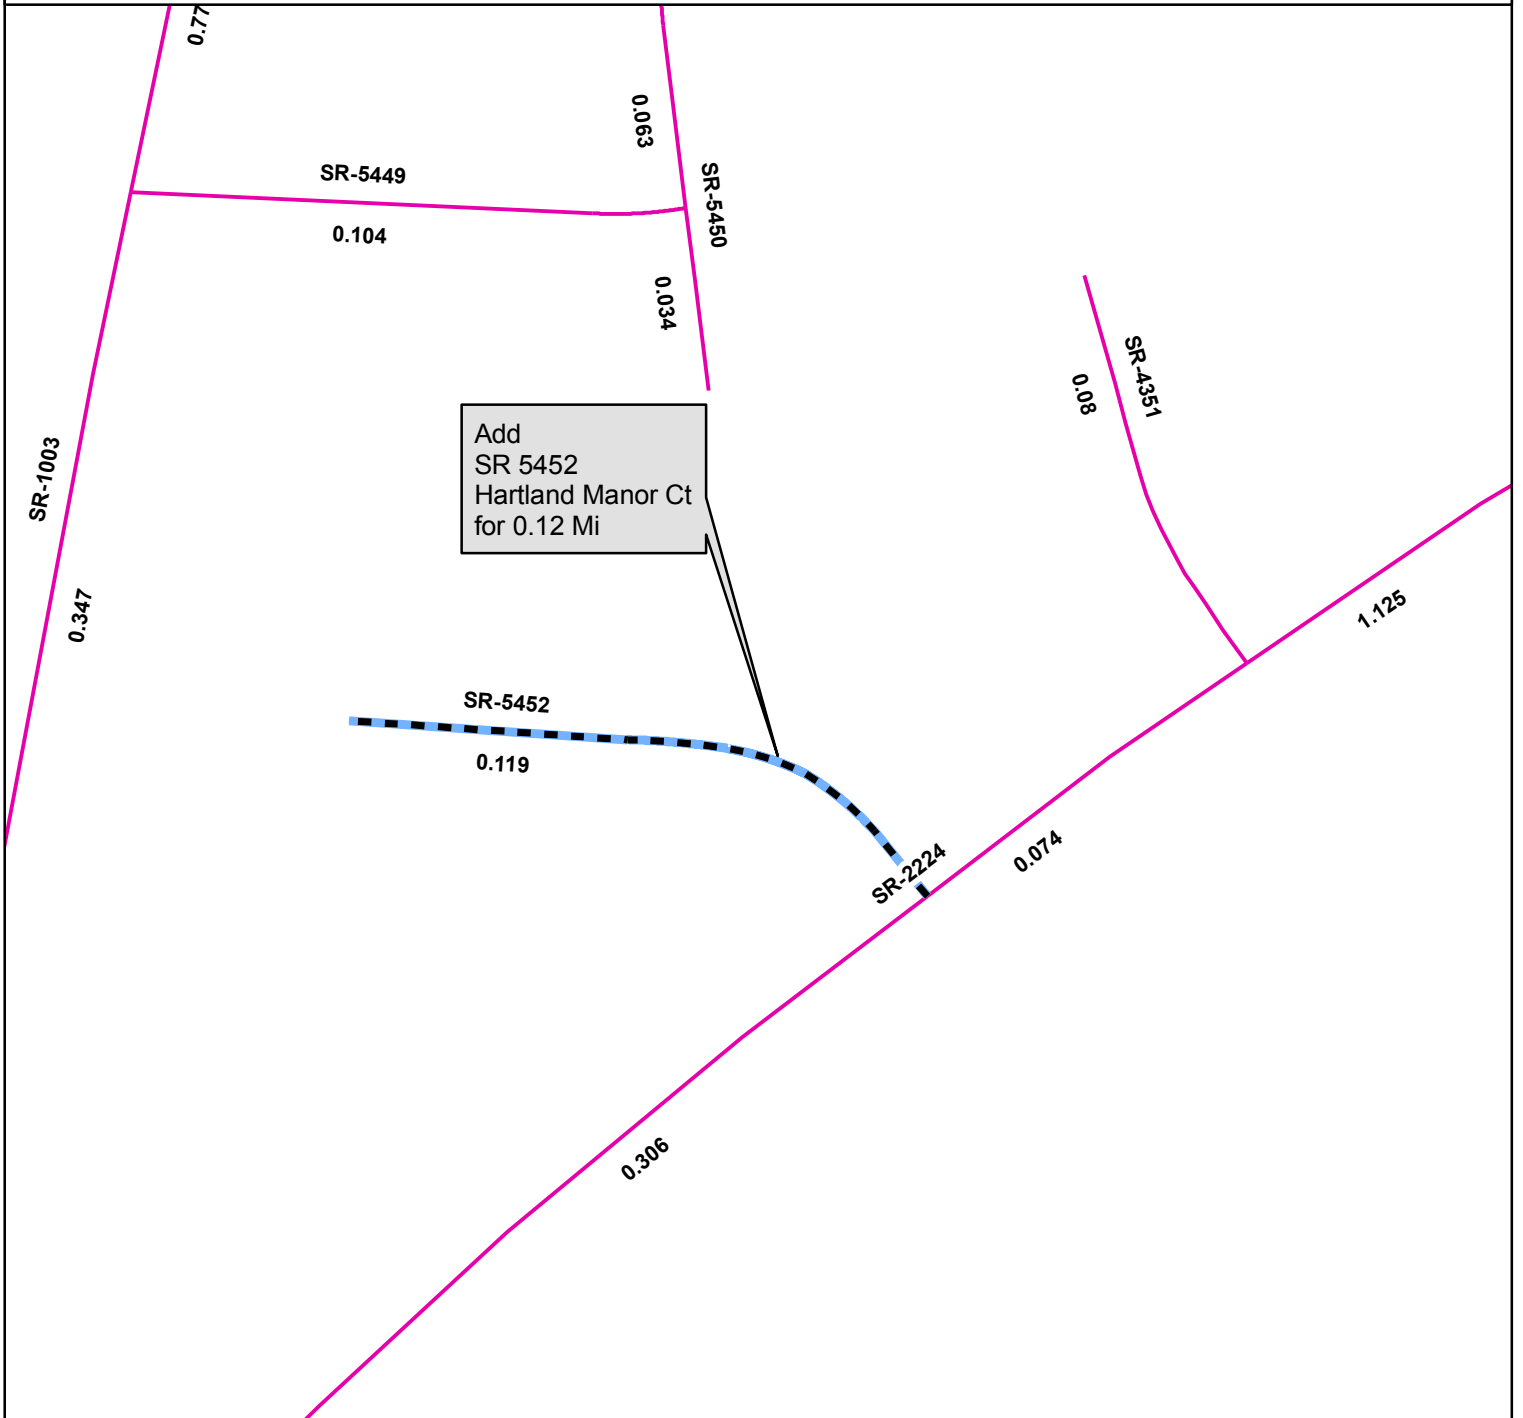 0.77
0.063
SR-5449
SR-5450
0.104
0.034
SR-4351
0.08
Add
SR 5452
Hartland Manor Ct
for 0.12 Mi
SR-1003
0.347
1.125
SR-5452
0.119
SR-2224
0.074
0.306